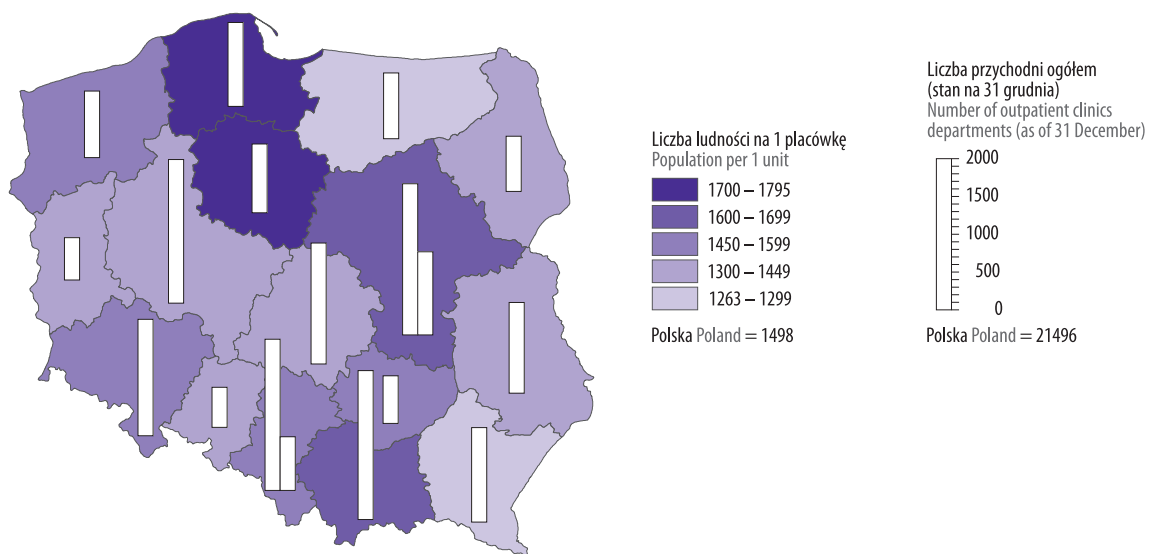 Liczba ludności na 1 placówkę
Population per 1 unit
1700 – 1795
1600 – 1699
1450 – 1599
1300 – 1449
1263 – 1299
Polska Poland = 1498
Liczba przychodni ogółem
(stan na 31 grudnia)
Number of outpatient clinics
departments (as of 31 December)
2000
1500
1000
500
0
Polska Poland = 21496